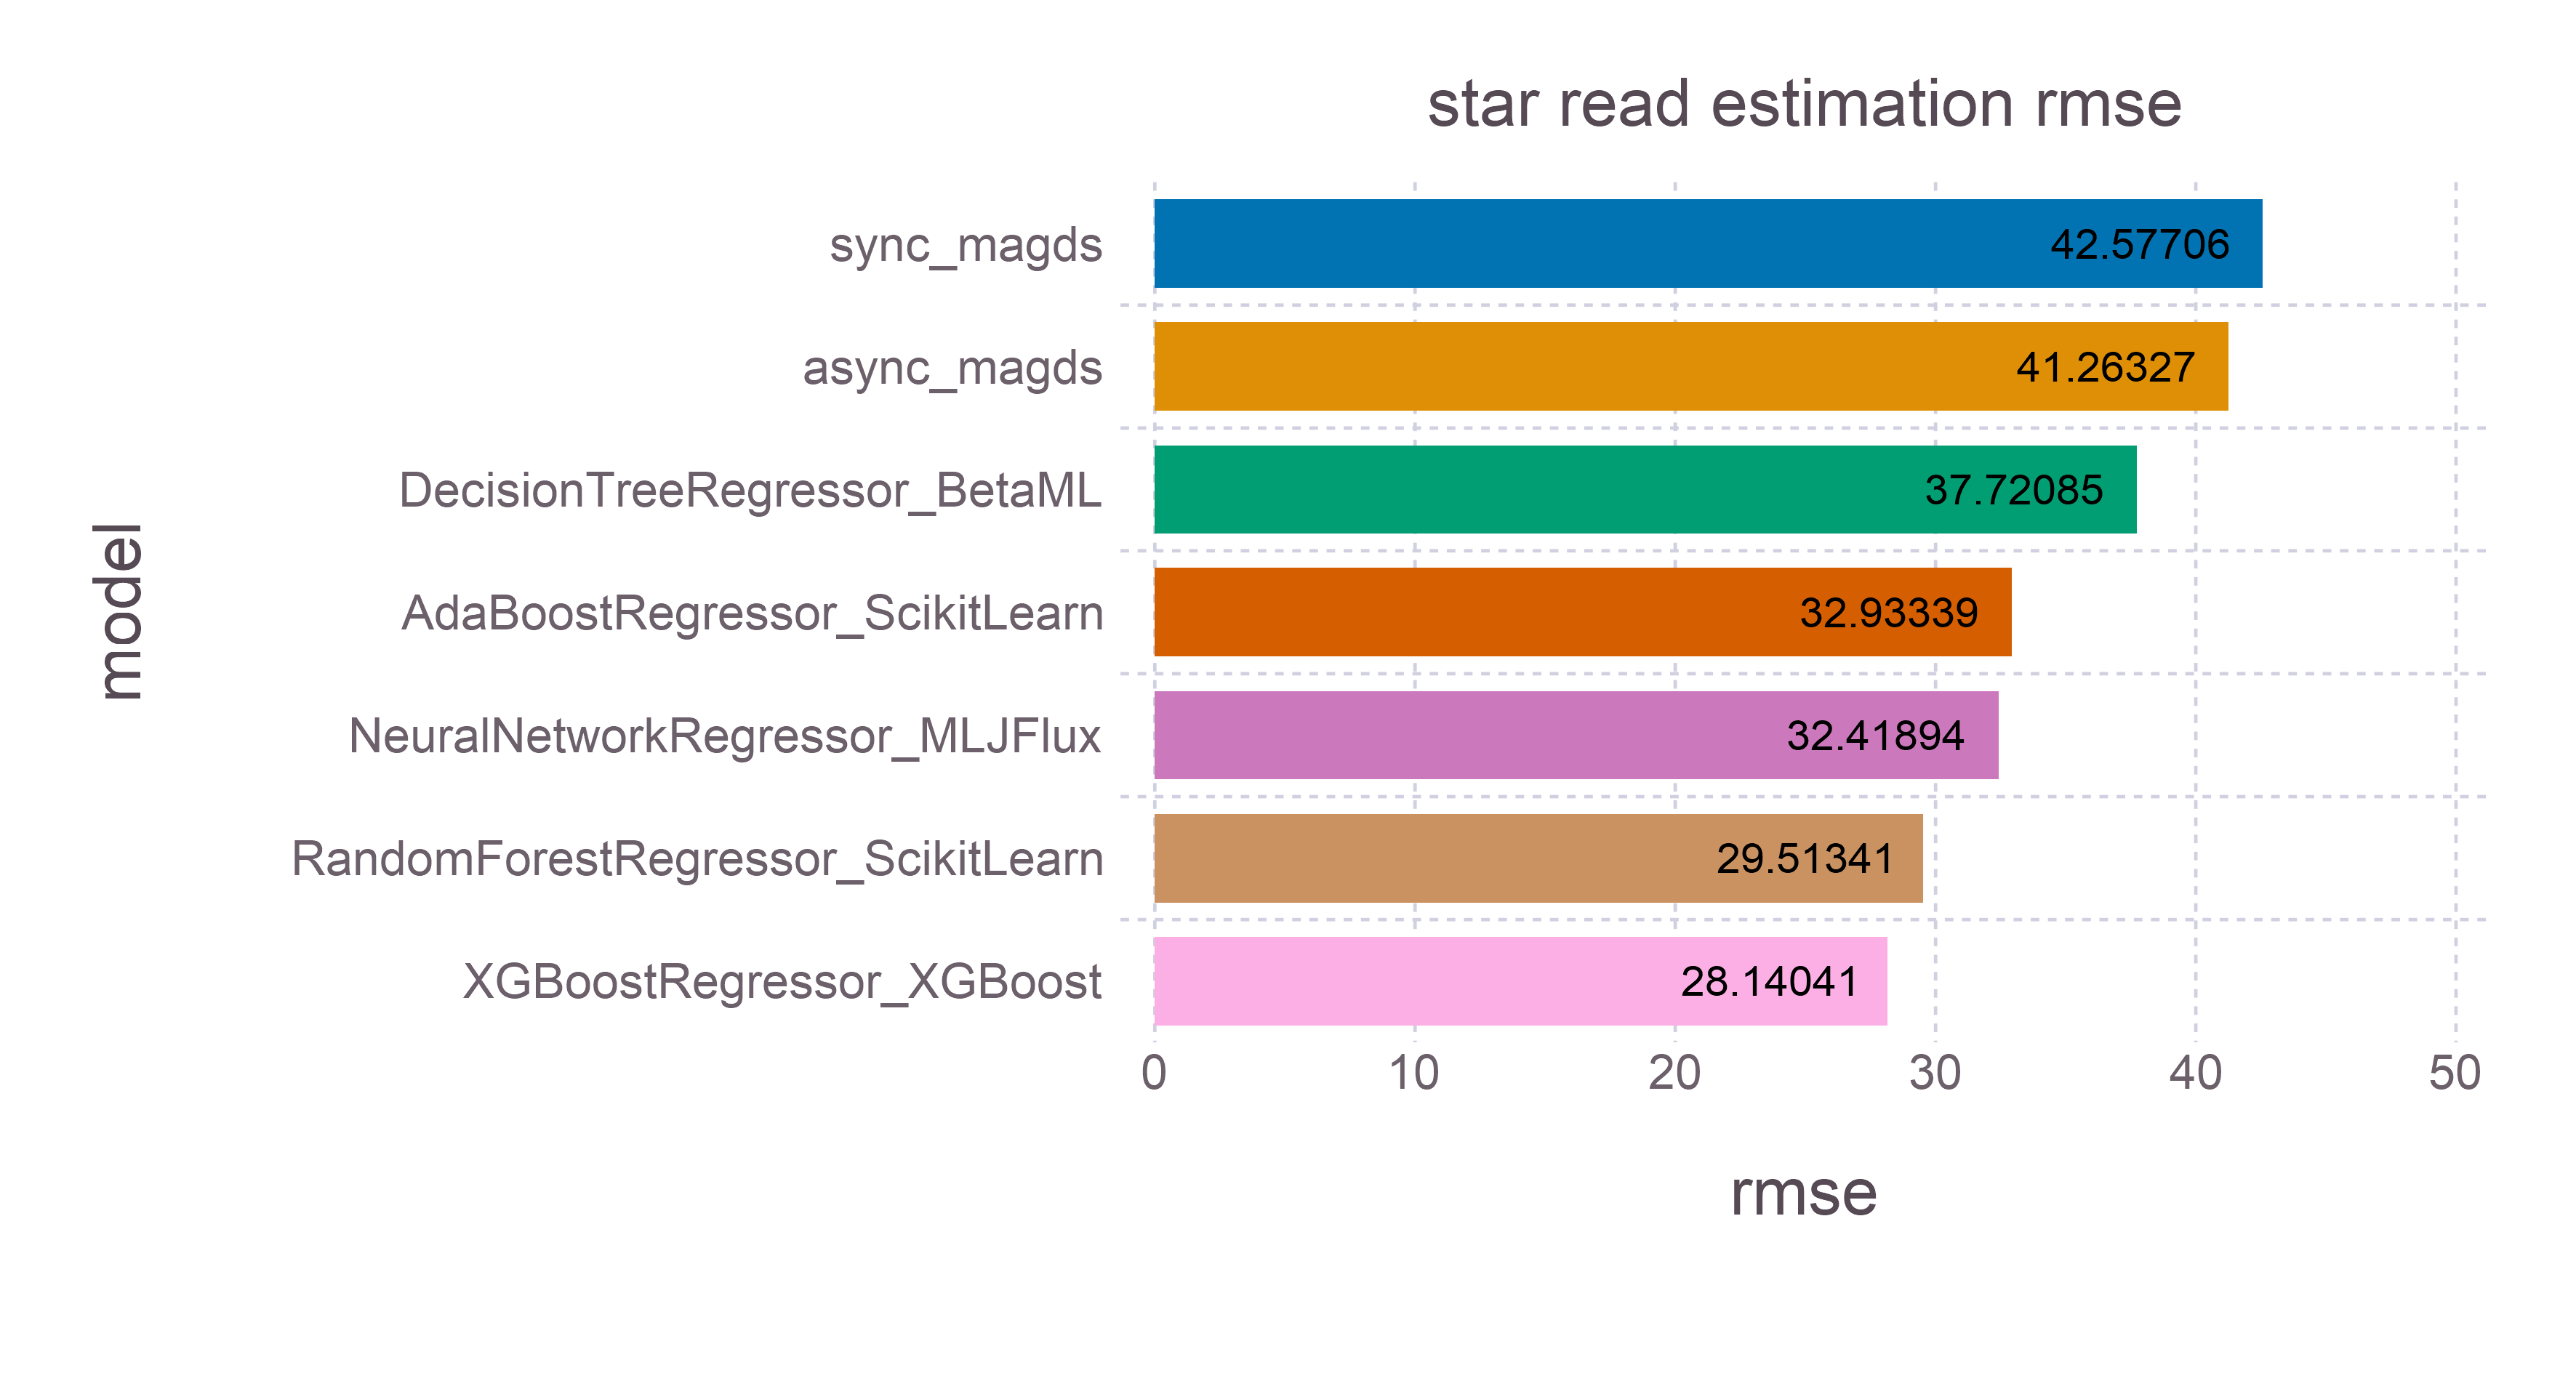 star read estimation rmse
model
sync_magds 42.57706
async_magds 41.26327
DecisionTreeRegressor_BetaML 37.72085
AdaBoostRegressor_ScikitLearn 32.93339
NeuralNetworkRegressor_MLJFlux 32.41894
RandomForestRegressor_ScikitLearn 29.51341
XGBoostRegressor_XGBoost 28.14041
0 10 20 30 40 50
rmse